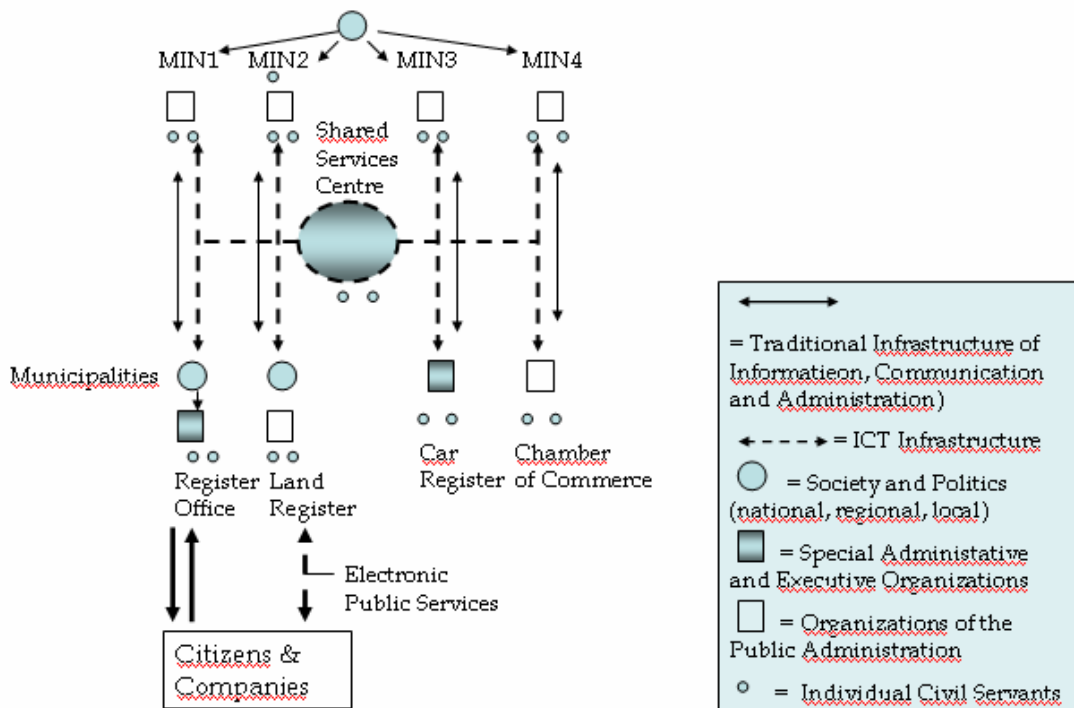 MIN1 MIN2 MIN3 MIN4
Shared
Services
Centre
Municipalities
Register
Office
Land
Register
Car
Register
Chamber
of Commerce
Electronic
Public Services
Citizens &
Companies
= Traditional Infrastructure of
Informatieon, Communication
and Administration)
= ICT Infrastructure
= Society and Politics
(national, regional, local)
= Special Administative
and Executive Organizations
= Organizations of the
Public Administration
= Individual Civil Servants